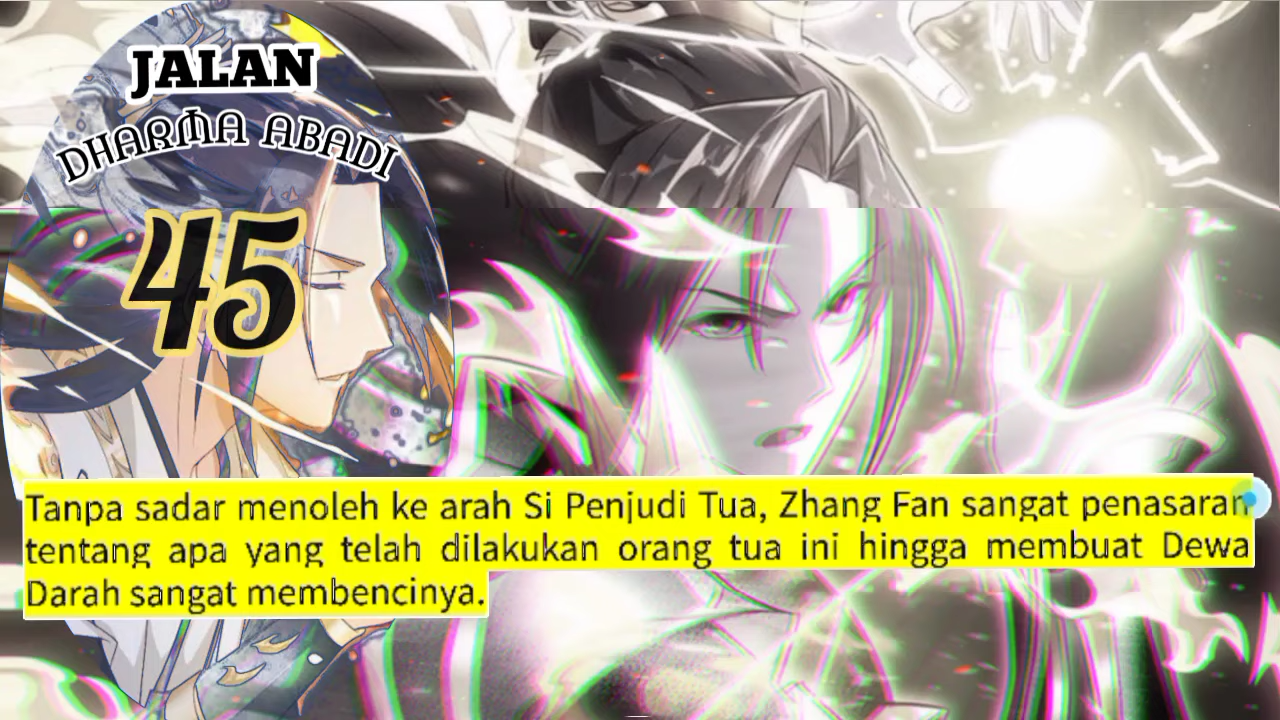 JALAN
DHARMA ABADI
45
Tanpa sadar menoleh ke arah Si Penjudi Tua, Zhang Fan sangat penasaran
tentang apa yang telah dilakukan orang tua ini hingga membuat Dewa
Darah sangat membencinya.